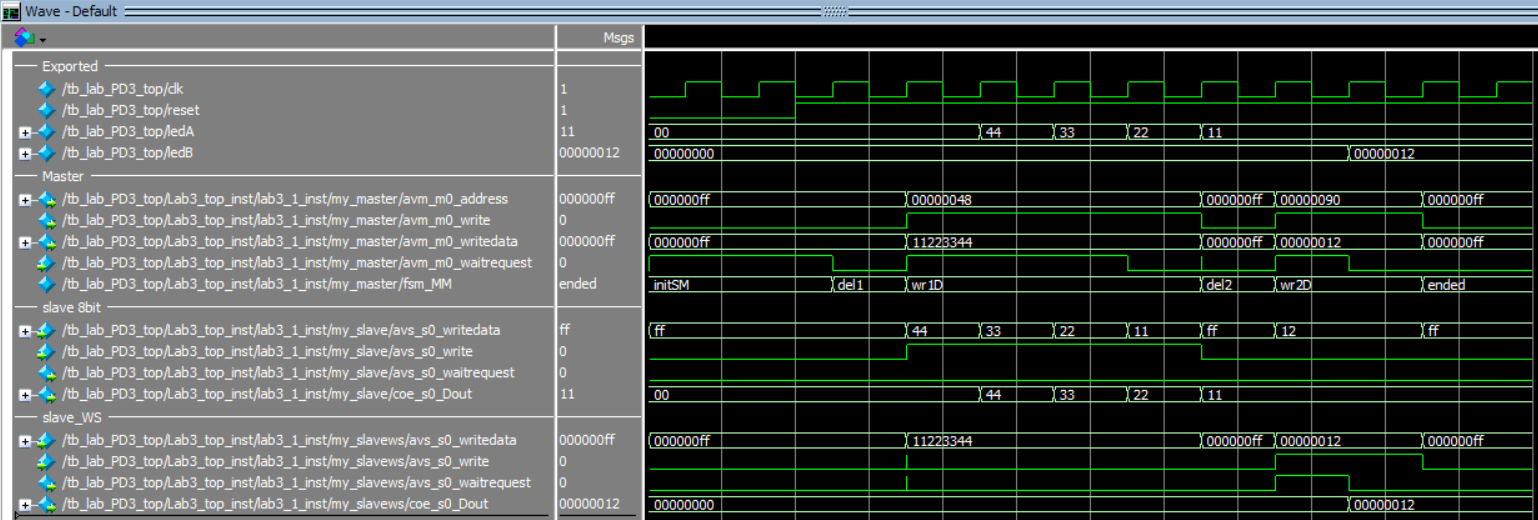 Wave - Default
Msgs
Exported
/tb_lab_PD3_top/clk 1
/tb_lab_PD3_top/reset 1
/tb_lab_PD3_top/ledA 11 00 44 33 22 11
/tb_lab_PD3_top/ledB 00000012 00000000 00000012
Master
/tb_lab_PD3_top/Lab3_top_inst/lab3_1_inst/my_master/avm_m0_address 000000ff 000000ff 00000048 000000ff 00000090 000000ff
/tb_lab_PD3_top/Lab3_top_inst/lab3_1_inst/my_master/avm_m0_write 0
/tb_lab_PD3_top/Lab3_top_inst/lab3_1_inst/my_master/avm_m0_writedata 000000ff 000000ff 11223344 000000ff 00000012 000000ff
/tb_lab_PD3_top/Lab3_top_inst/lab3_1_inst/my_master/avm_m0_waitrequest 0
/tb_lab_PD3_top/Lab3_top_inst/lab3_1_inst/my_master/fsm_MM ended initSM del1 wr1D del2 wr2D ended
slave 8bit
/tb_lab_PD3_top/Lab3_top_inst/lab3_1_inst/my_slave/avs_s0_writedata ff ff 44 33 22 11 ff 12 ff
/tb_lab_PD3_top/Lab3_top_inst/lab3_1_inst/my_slave/avs_s0_write 0
/tb_lab_PD3_top/Lab3_top_inst/lab3_1_inst/my_slave/avs_s0_waitrequest 0
/tb_lab_PD3_top/Lab3_top_inst/lab3_1_inst/my_slave/coe_s0_Dout 11 00 44 33 22 11
slave_WS
/tb_lab_PD3_top/Lab3_top_inst/lab3_1_inst/my_slavews/avs_s0_writedata 000000ff 000000ff 11223344 000000ff 00000012 000000ff
/tb_lab_PD3_top/Lab3_top_inst/lab3_1_inst/my_slavews/avs_s0_write 0
/tb_lab_PD3_top/Lab3_top_inst/lab3_1_inst/my_slavews/avs_s0_waitrequest 0
/tb_lab_PD3_top/Lab3_top_inst/lab3_1_inst/my_slavews/coe_s0_Dout 00000012 00000000 00000012